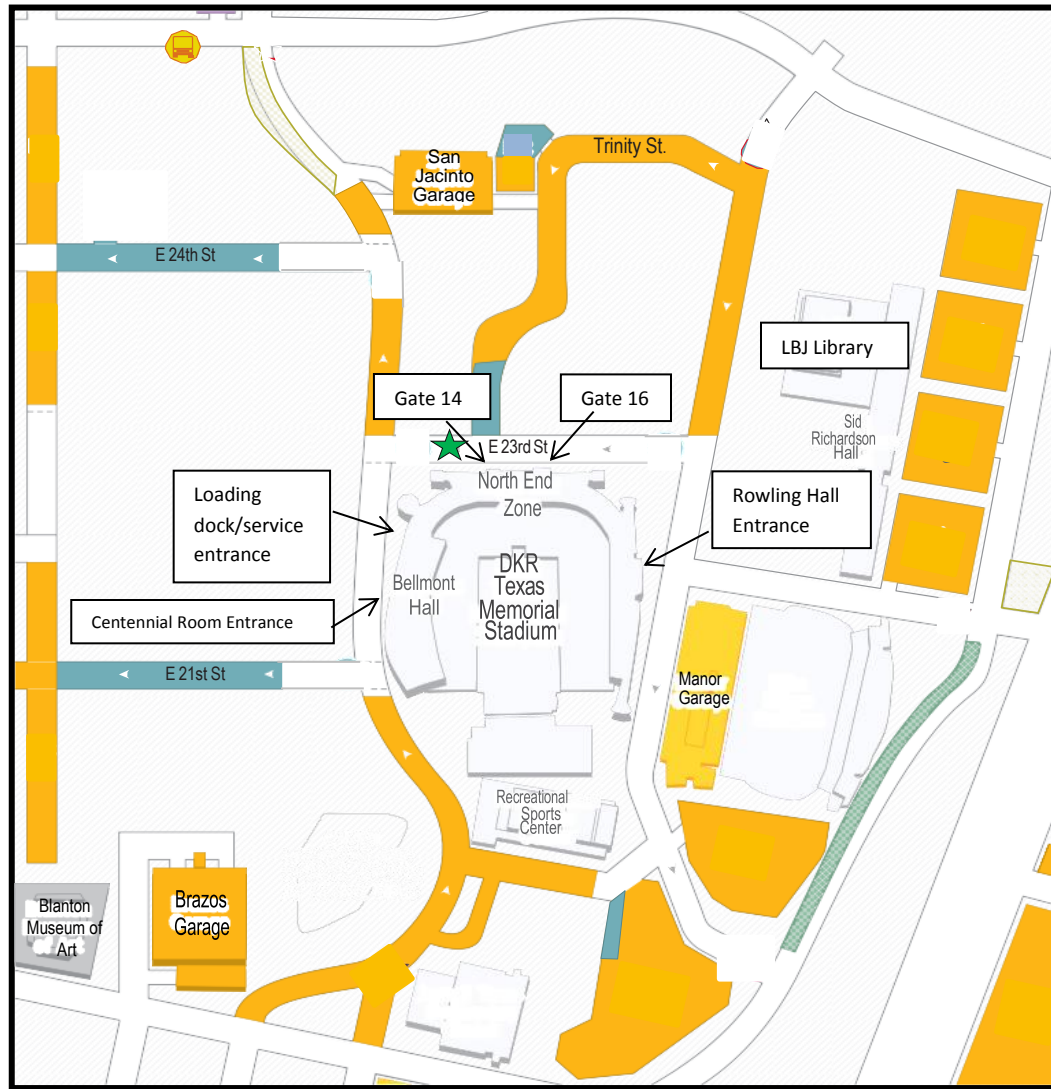 San
Jacinto
Garage
Trinity St.
E 24th St
LBJ Library
Gate 14
Gate 16
Sid
Richardson
Hall
E 23rd St
North End
Zone
Loading
dock/service
entrance
Rowling Hall
Entrance
DKR
Texas
Memorial
Stadium
Bellmont
Hall
Centennial Room Entrance
E 21st St
Manor
Garage
Recreational
Sports
Center
Blanton
Museum of
Art
Brazos
Garage